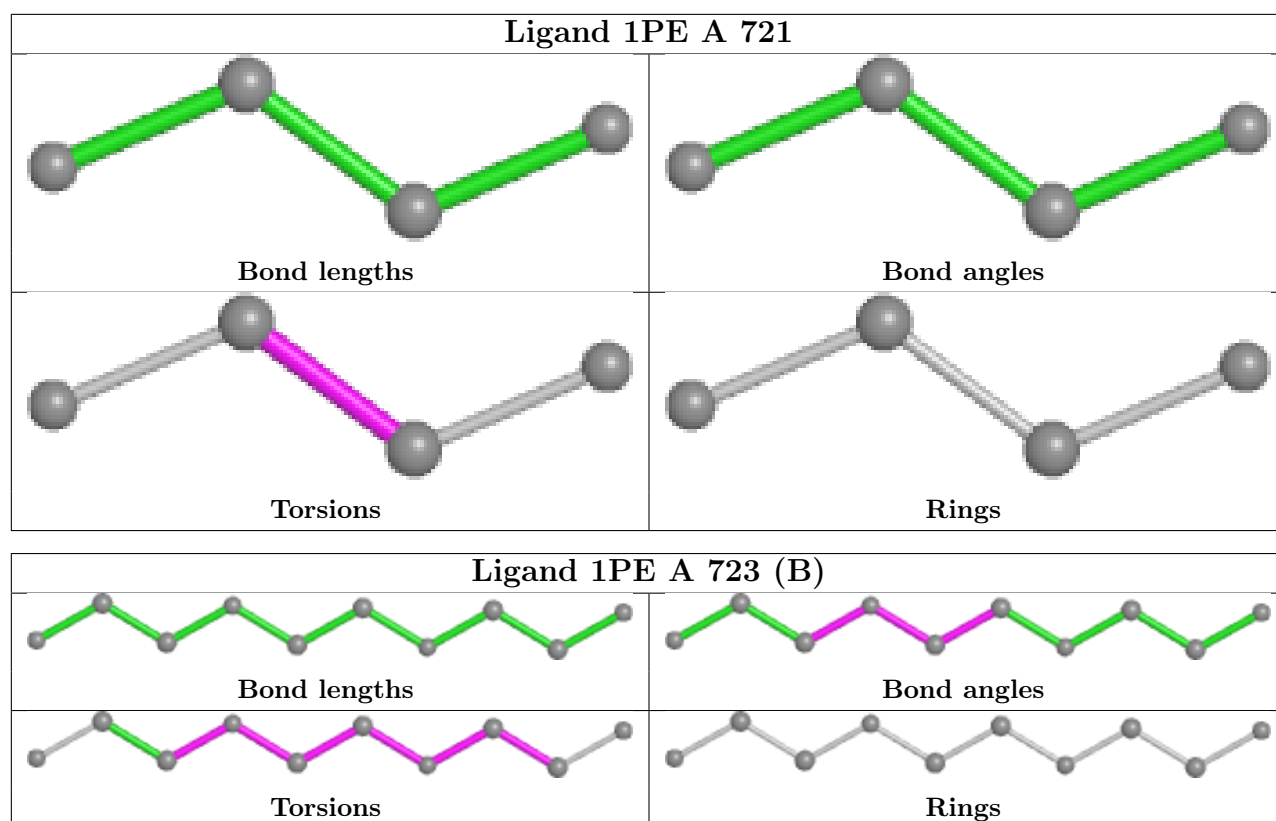 Ligand 1PE A 721
Bond lengths
Bond angles
Torsions
Rings
Ligand 1PE A 723 (B)
Bond lengths
Bond angles
Torsions
Rings